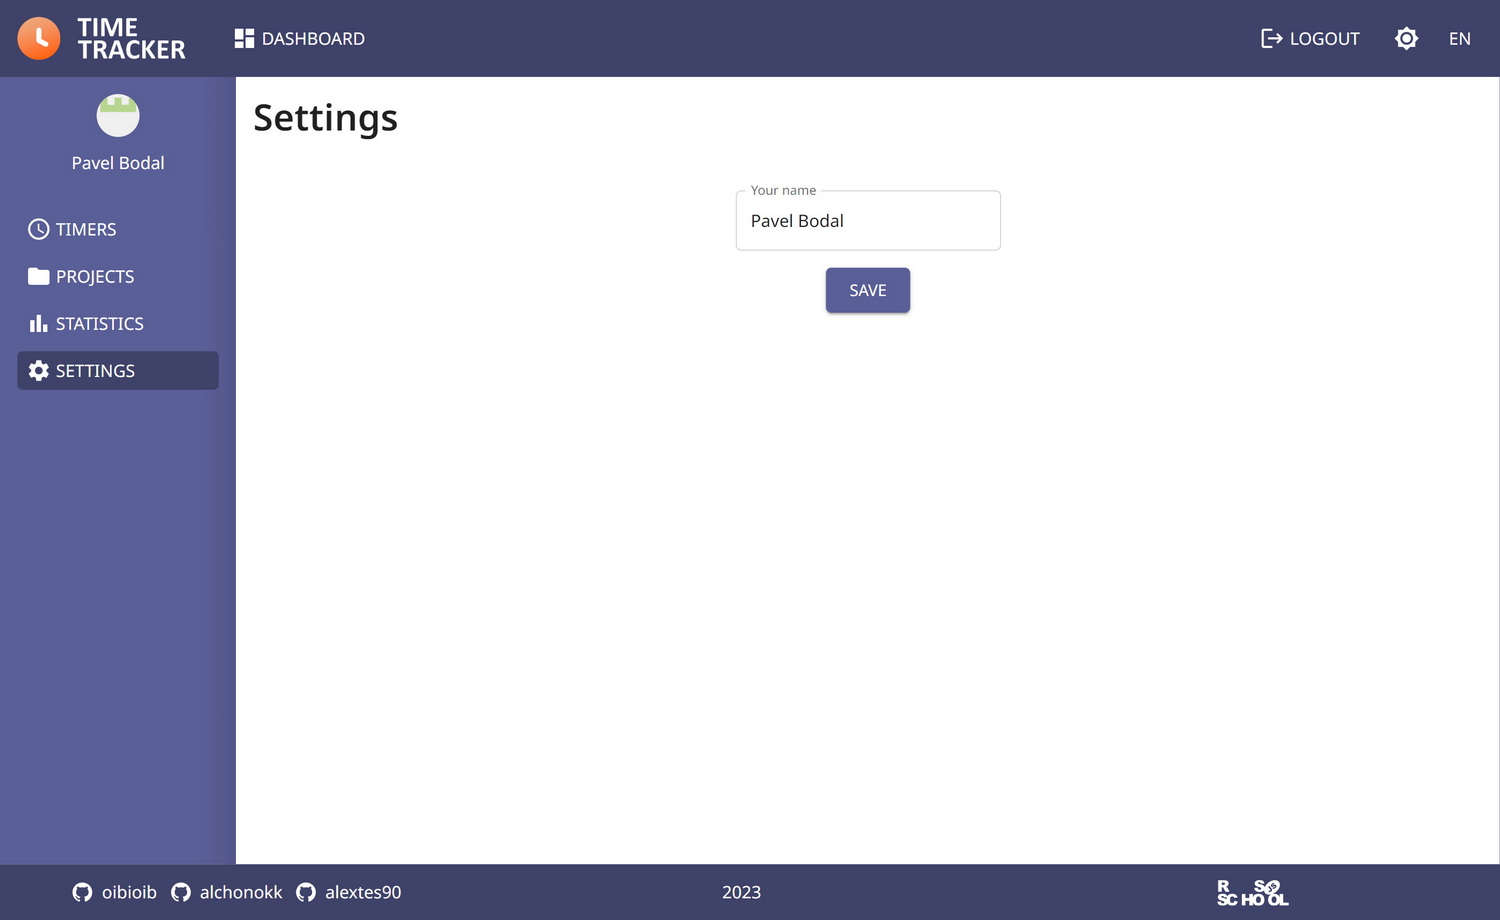 TIME
TRACKER
DASHBOARD
LOGOUT
EN
Pavel Bodal
TIMERS
PROJECTS
STATISTICS
SETTINGS
Settings
Your name
Pavel Bodal
SAVE
oibioib
alchonokk
alextes90
2023
R S
SCHOOL